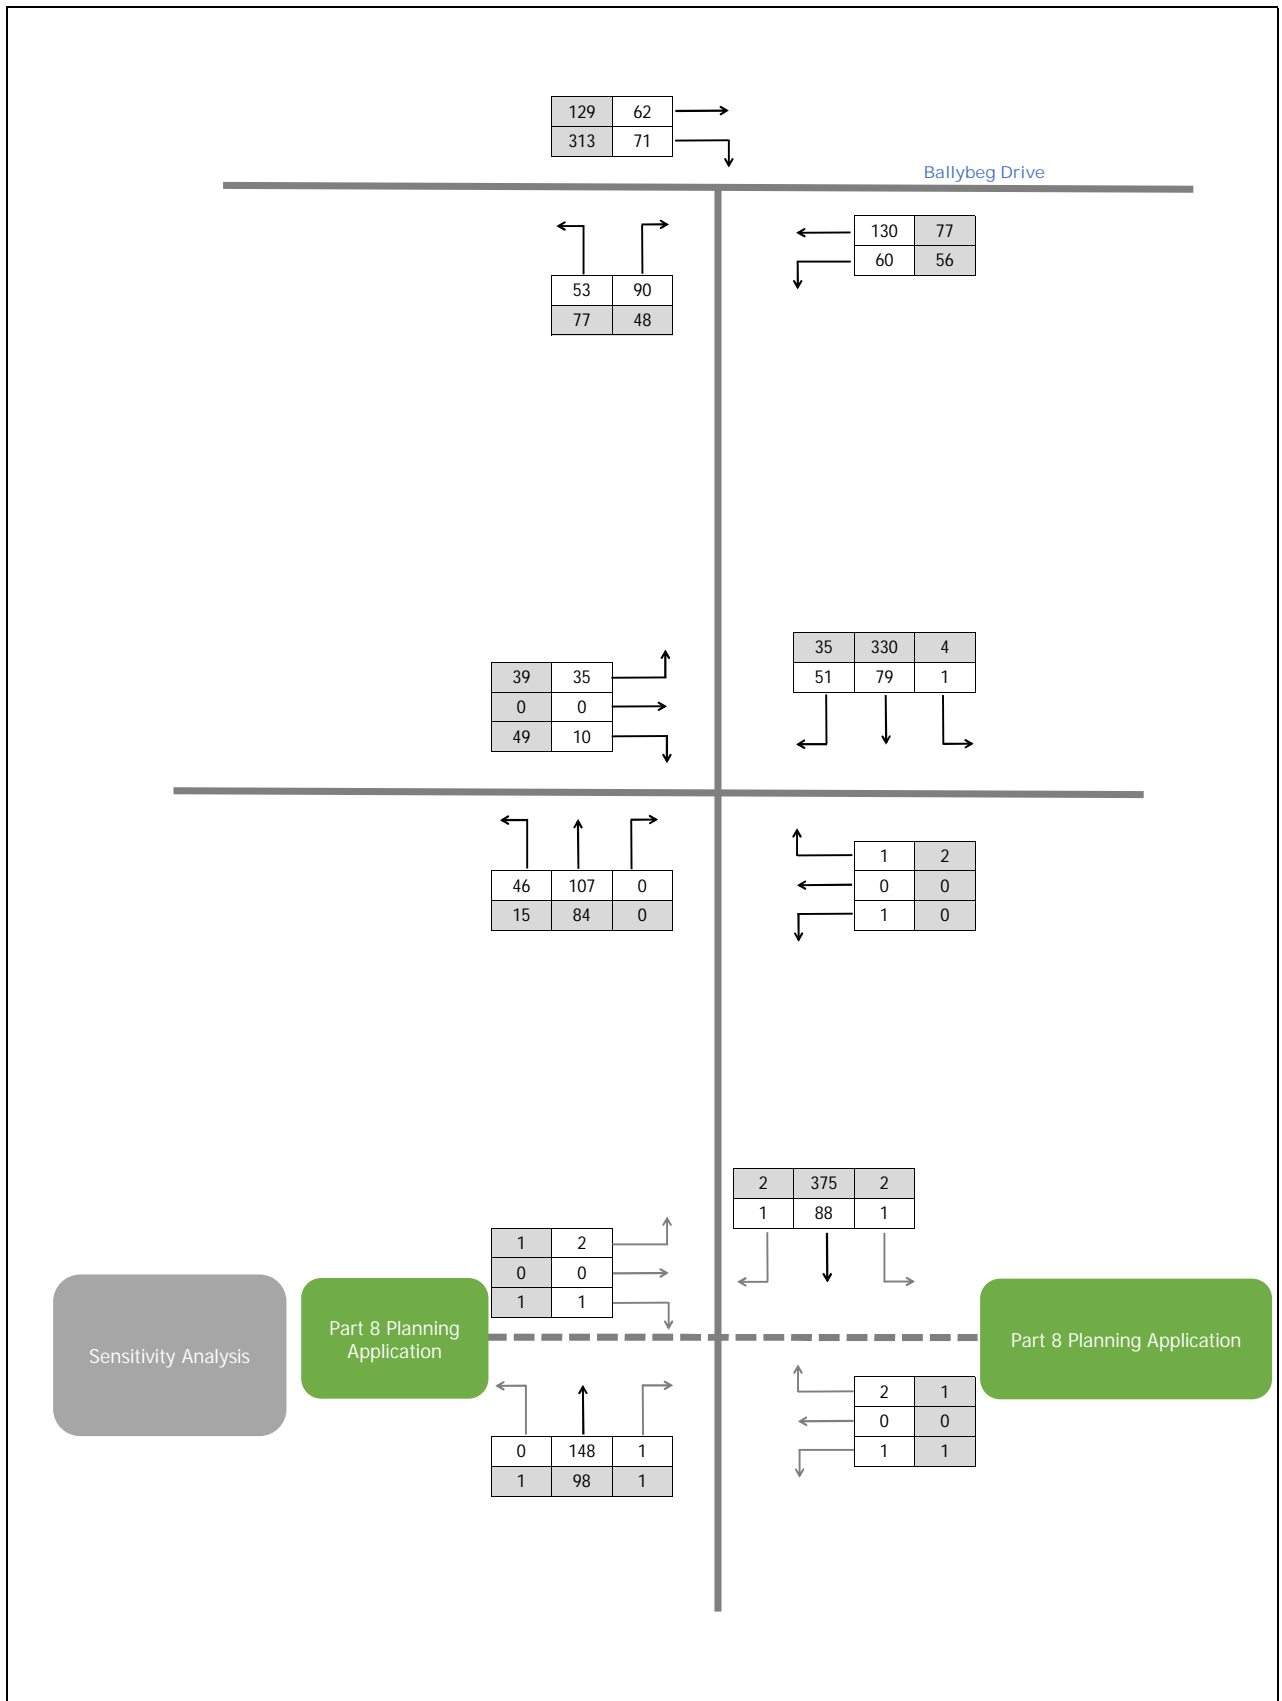 129 62
313 71
Ballybeg Drive
130 77
60 56
53 90
77 48
35 330 4
51 79 1
39 35
0 0
49 10
1 2
0 0
1 0
46 107 0
15 84 0
2 375 2
1 88 1
1 2
0 0
1 1
Sensitivity Analysis
Part 8 Planning
Application
Part 8 Planning Application
2 1
0 0
1 1
0 148 1
1 98 1